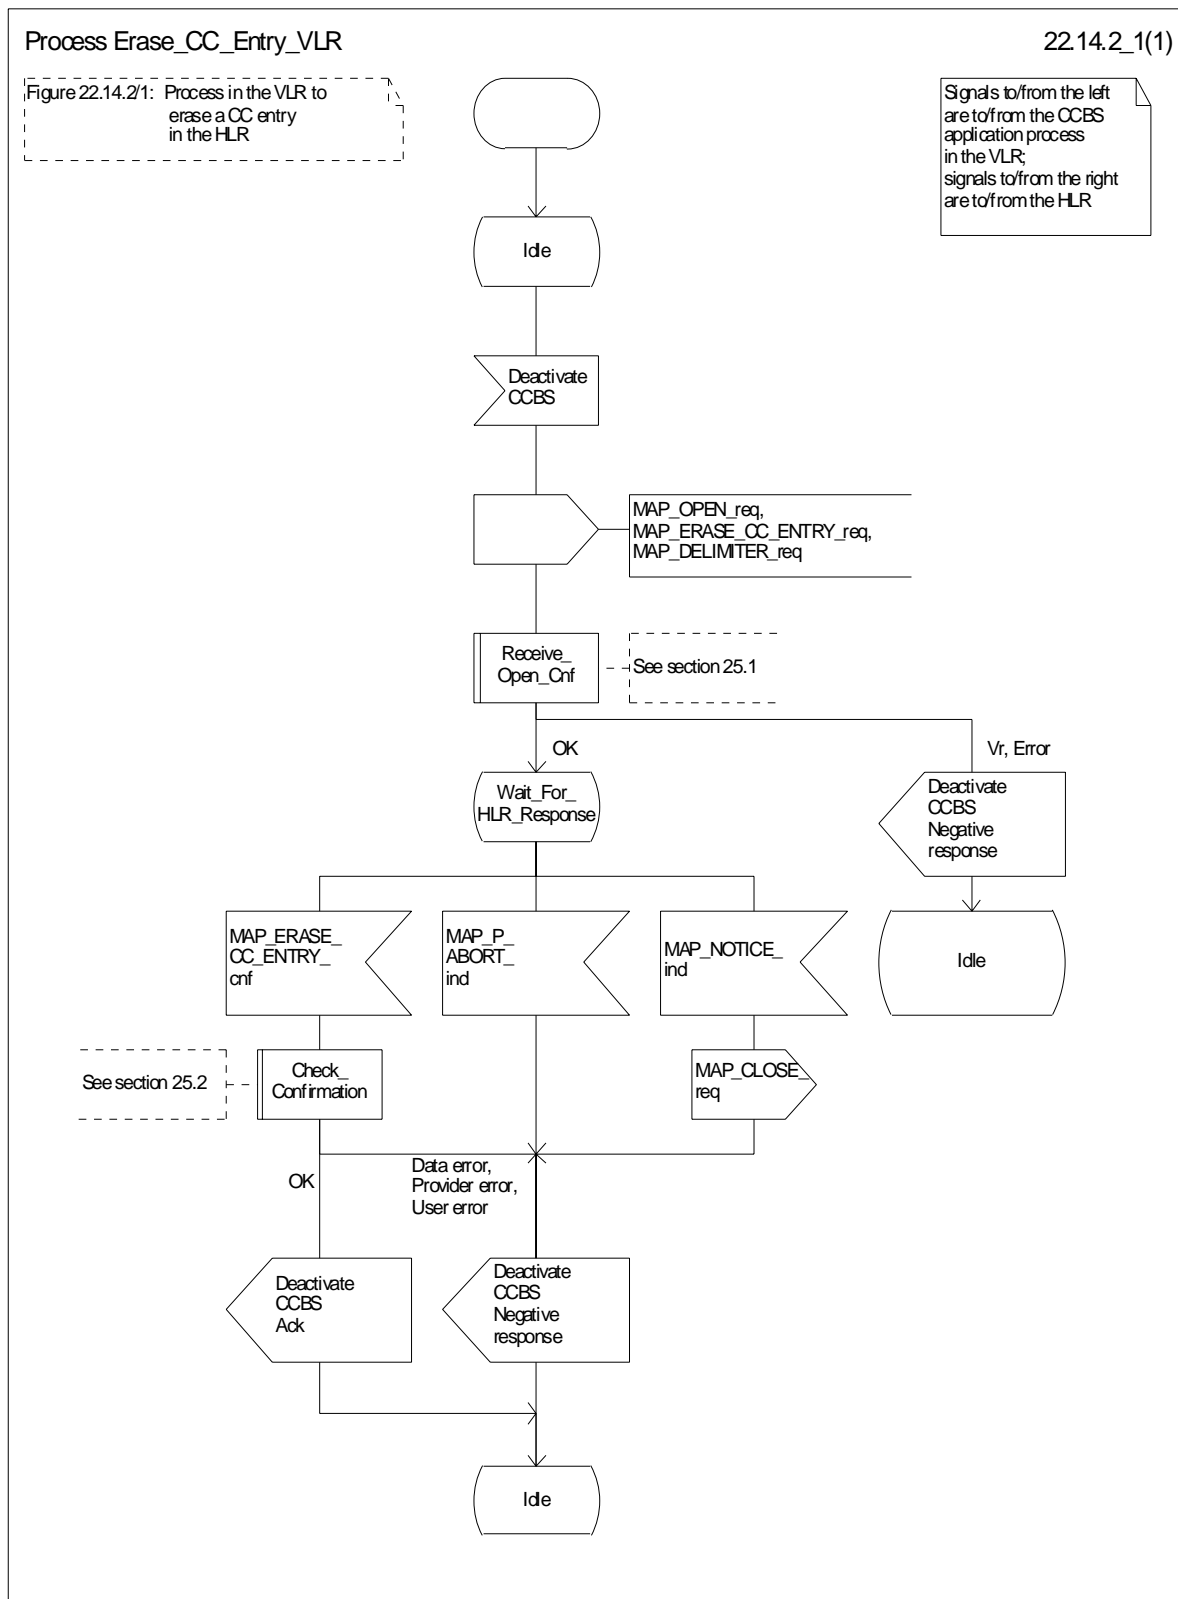 Process Erase_CC_Entry_VLR
22.14.2_1(1)
Figure 22.14.2/1: Process in the VLR to
erase a CC entry
in the HLR
Signals to/from the left
are to/from the CCBS
application process
in the VLR;
signals to/from the right
are to/from the HLR
Idle
Deactivate
CCBS
MAP_OPEN_req,
MAP_ERASE_CC_ENTRY_req,
MAP_DELIMITER_req
Receive_
Open_Cnf
See section 25.1
OK
Vr, Error
Wait_For_
HLR_Response
Deactivate
CCBS
Negative
response
MAP_ERASE_
CC_ENTRY_
cnf
MAP_P_
ABORT_
ind
MAP_NOTICE_
ind
Idle
See section 25.2
Check_
Confirmation
MAP_CLOSE_
req
OK
Data error,
Provider error,
User error
Deactivate
CCBS
Ack
Deactivate
CCBS
Negative
response
Idle